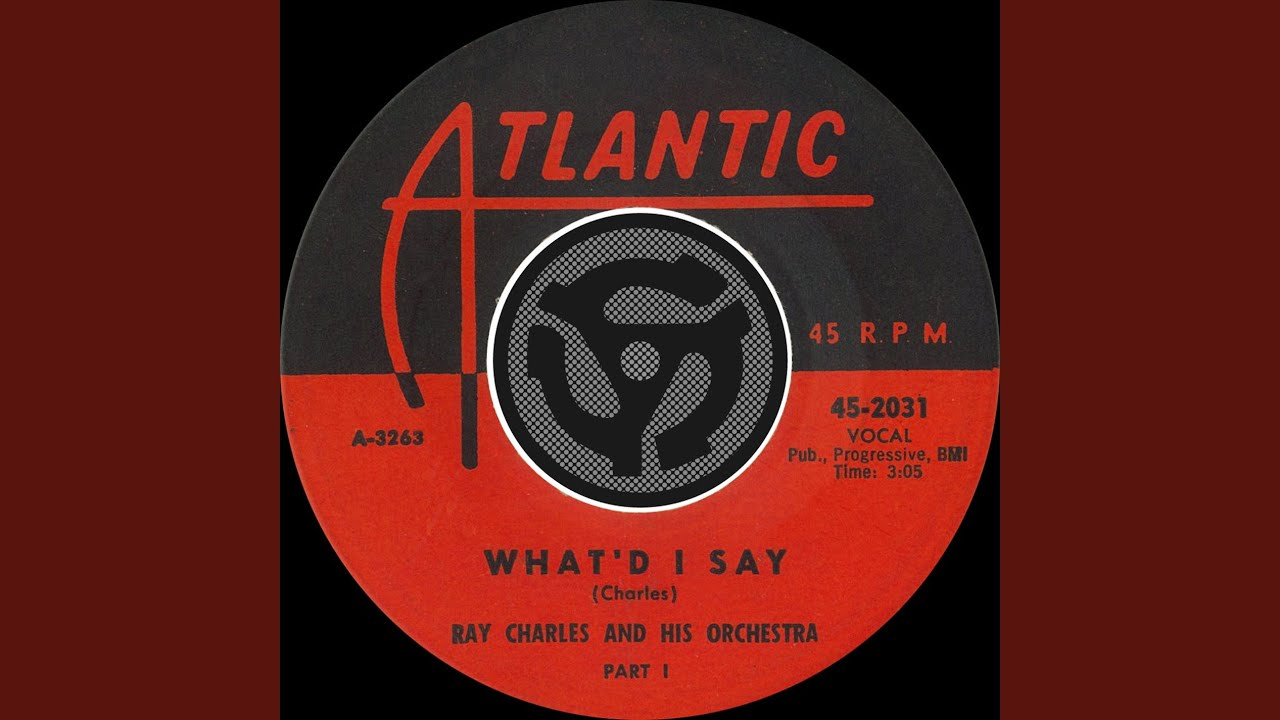 ATLANTIC
45 R.P.M.
45-2031
A-3263
VOCAL
Pub., Progressive, BMI
Time: 3:05
WHAT'D I SAY
(Charles)
RAY CHARLES AND HIS ORCHESTRA
PART I